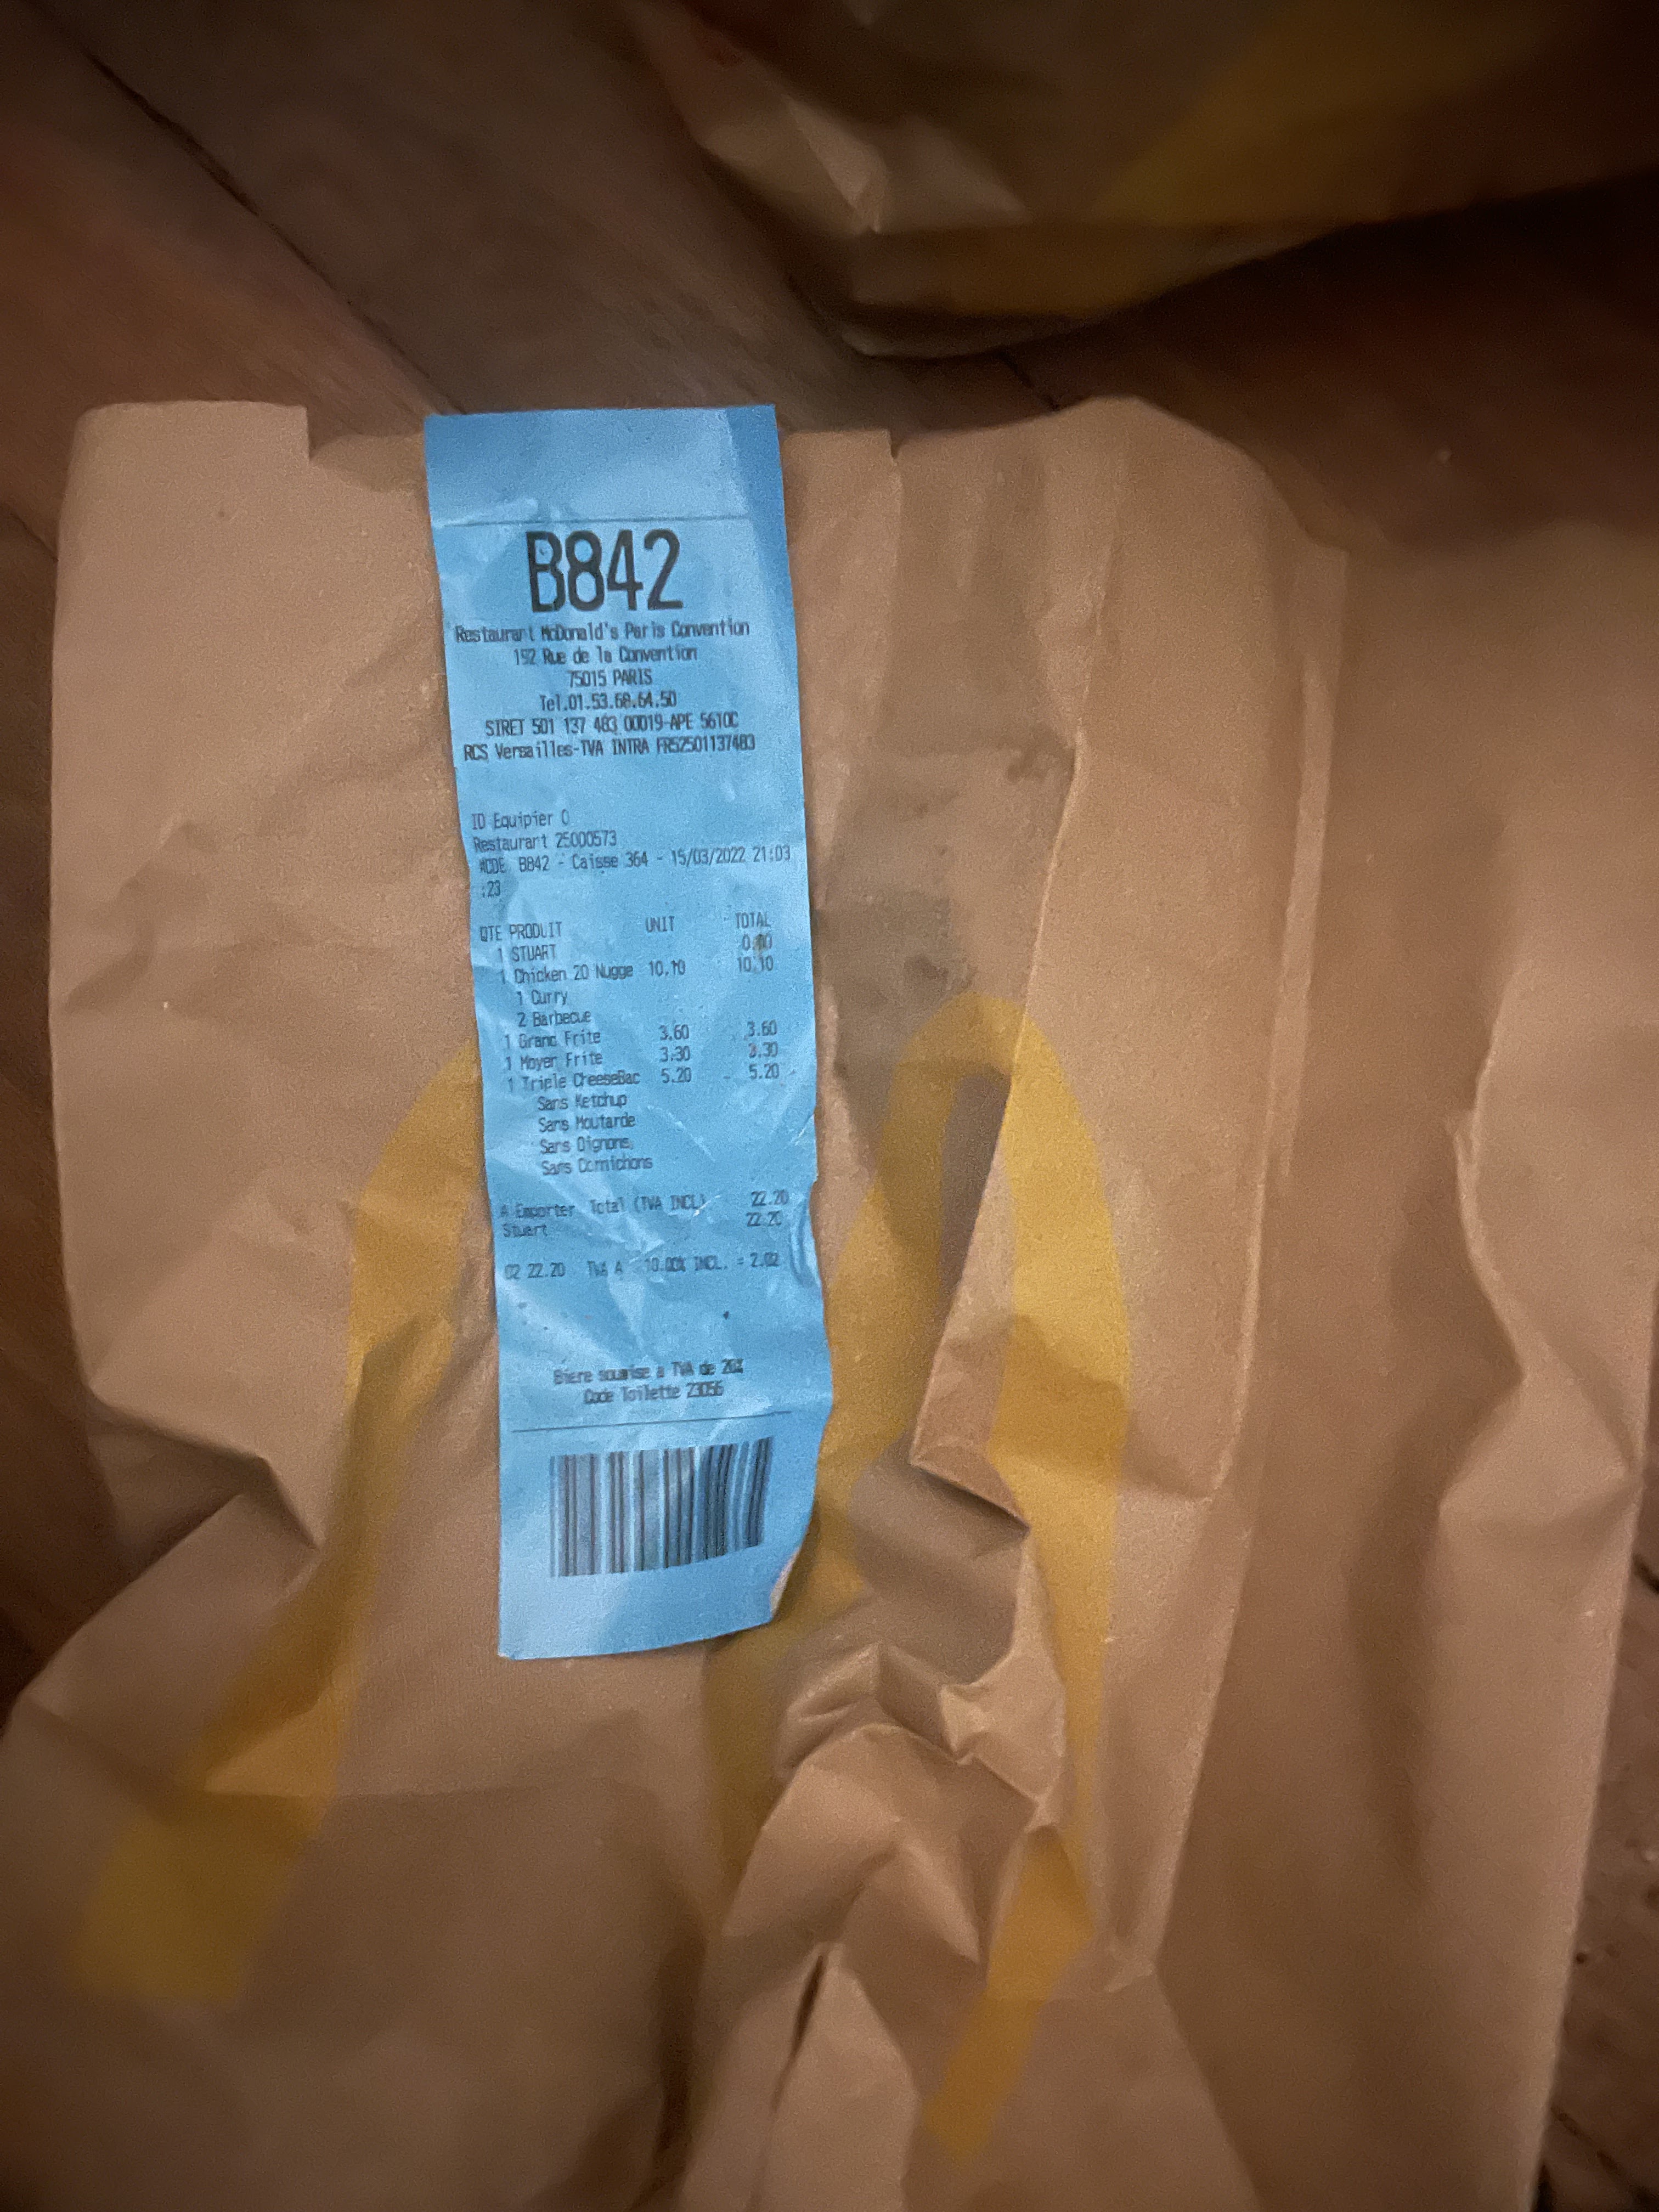 B842
Restaurant McDonald's Paris Convention
192 Rue de la Convention
75015 PARIS
Tel.01.53.68.64.50
SIRET 501 137 483 00019-APE 5610C
RCS Versailles-TVA INTRA FR52501137483
ID Equipier 0
Restaurant 25000573
#CDE B842 - Caisse 364 - 15/03/2022 21:03
:23
QTE PRODUIT UNIT TOTAL
1 STUART 0.00
1 Chicken 20 Nugge 10.10 10.10
1 Curry
2 Barbecue
1 Grand Frite 3.60 3.60
1 Moyen Frite 3.30 3.30
1 Triple CheeseBac 5.20 5.20
Sans Ketchup
Sans Moutarde
Sans Oignons
Sans Cornichons
A Emporter Total (TVA INCL) 22.20
Stuart 22.20
22.20 TVA A 10.00% INCL. = 2.02
Biere soumise a TVA de 20%
Code Toilette 23056